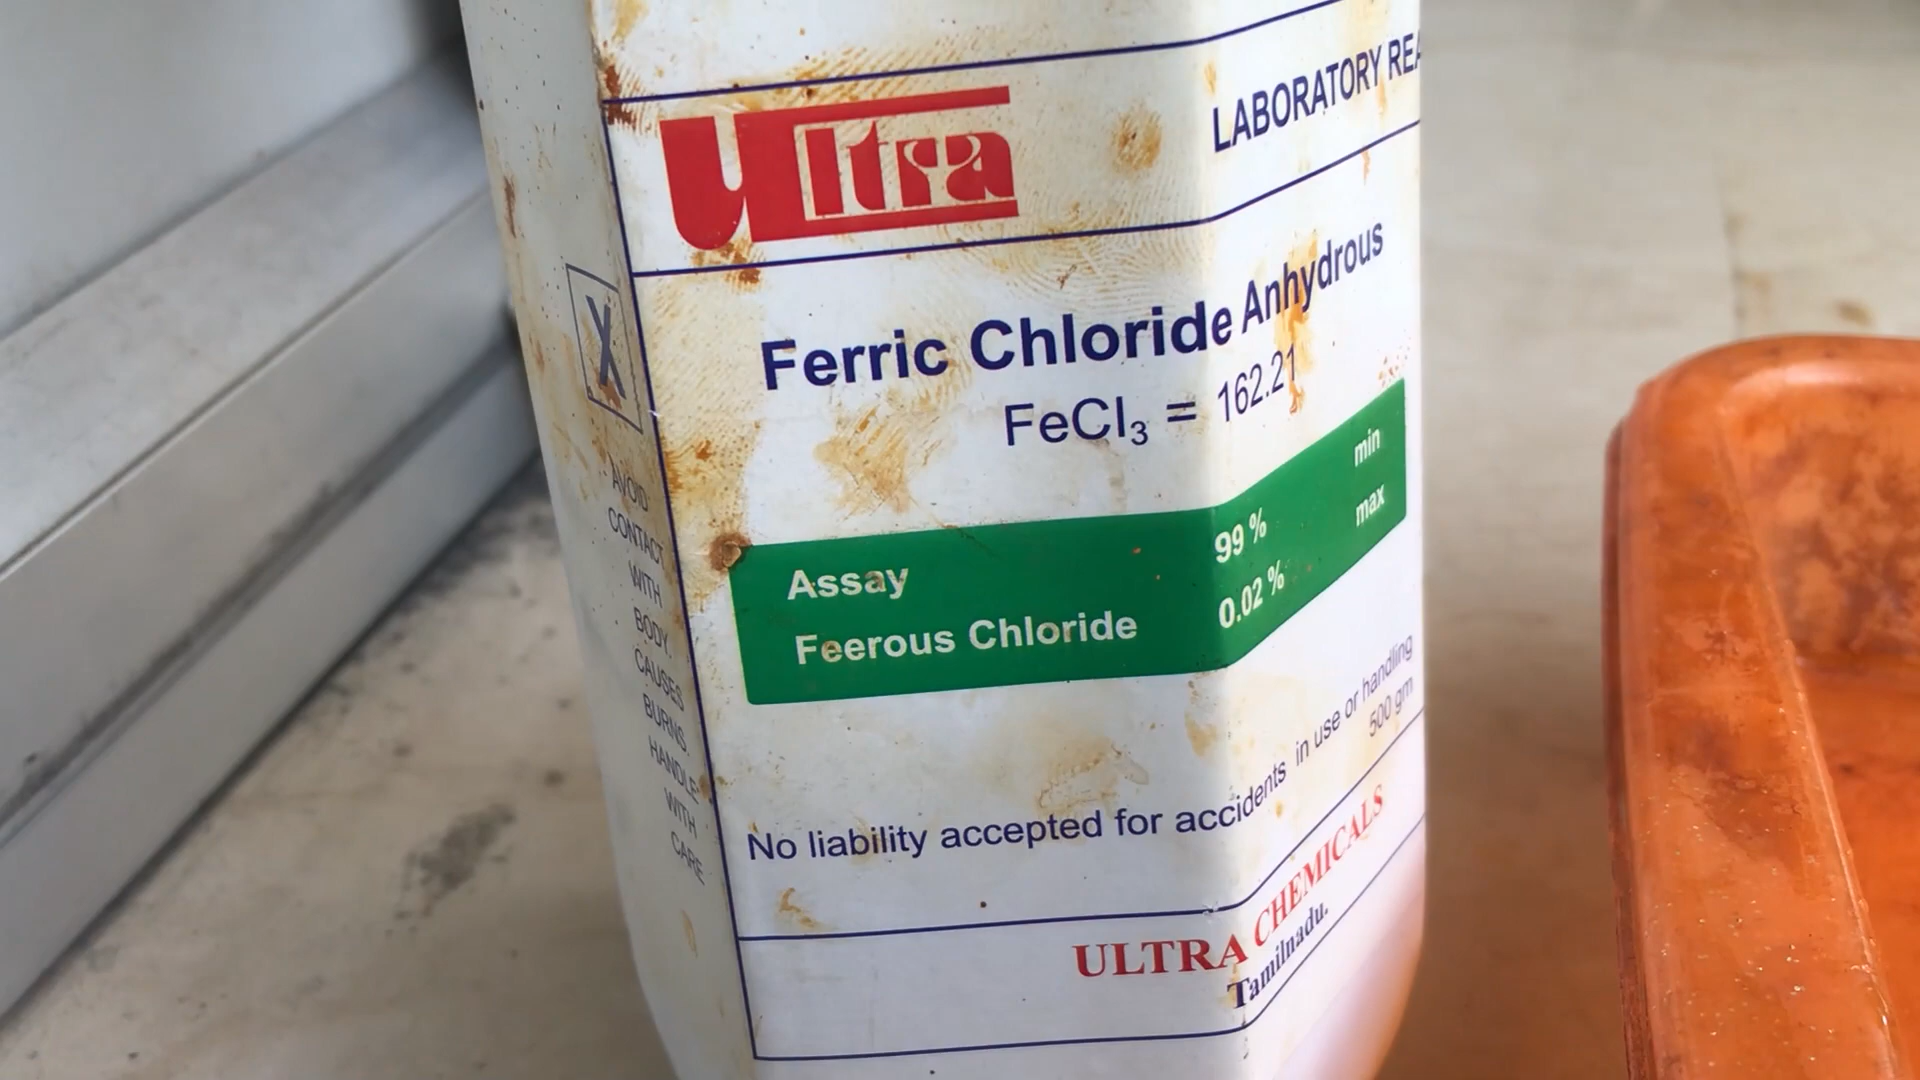 Ultra
LABORATORY REA
Ferric Chloride Anhydrous
FeCl₃ = 162.21
min
Assay 99 %
max
Feerous Chloride 0.02 %
No liability accepted for accidents in use or handling
500 gm
ULTRA CHEMICALS
Tamilnadu.
X
AVOID
CONTACT
WITH
BODY.
CAUSES
BURNS.
HANDLE
WITH
CARE